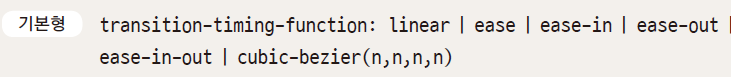 기본형 transition-timing-function: linear | ease | ease-in | ease-out |
ease-in-out | cubic-bezier(n,n,n,n)